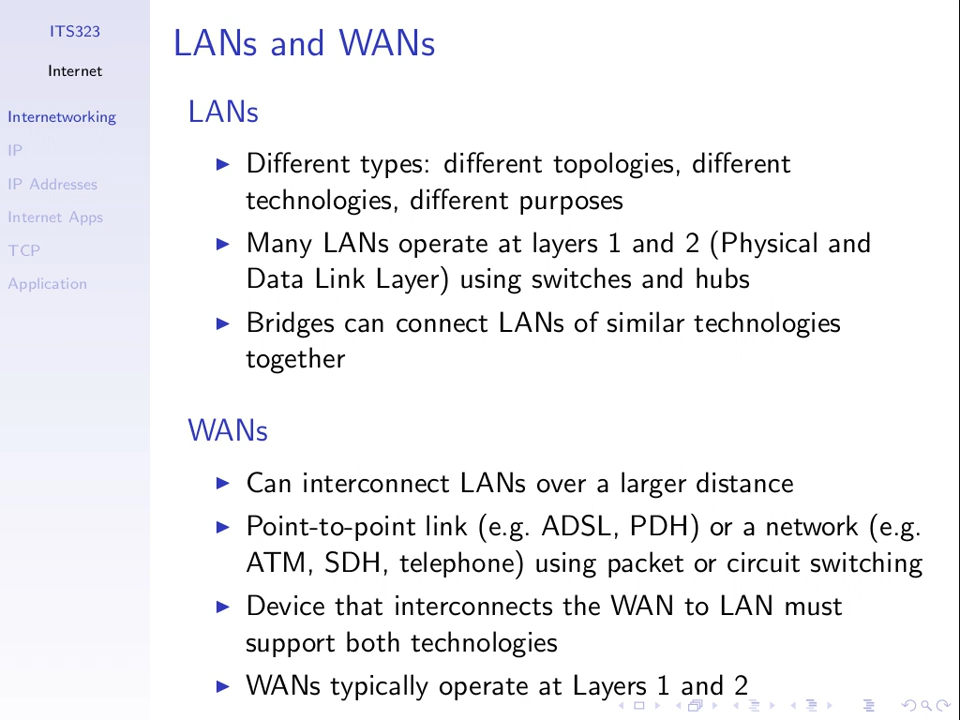 ITS323
Internet
Internetworking
IP
IP Addresses
Internet Apps
TCP
Application
LANs and WANs
LANs
Different types: different topologies, different
technologies, different purposes
Many LANs operate at layers 1 and 2 (Physical and
Data Link Layer) using switches and hubs
Bridges can connect LANs of similar technologies
together
WANs
Can interconnect LANs over a larger distance
Point-to-point link (e.g. ADSL, PDH) or a network (e.g.
ATM, SDH, telephone) using packet or circuit switching
Device that interconnects the WAN to LAN must
support both technologies
WANs typically operate at Layers 1 and 2